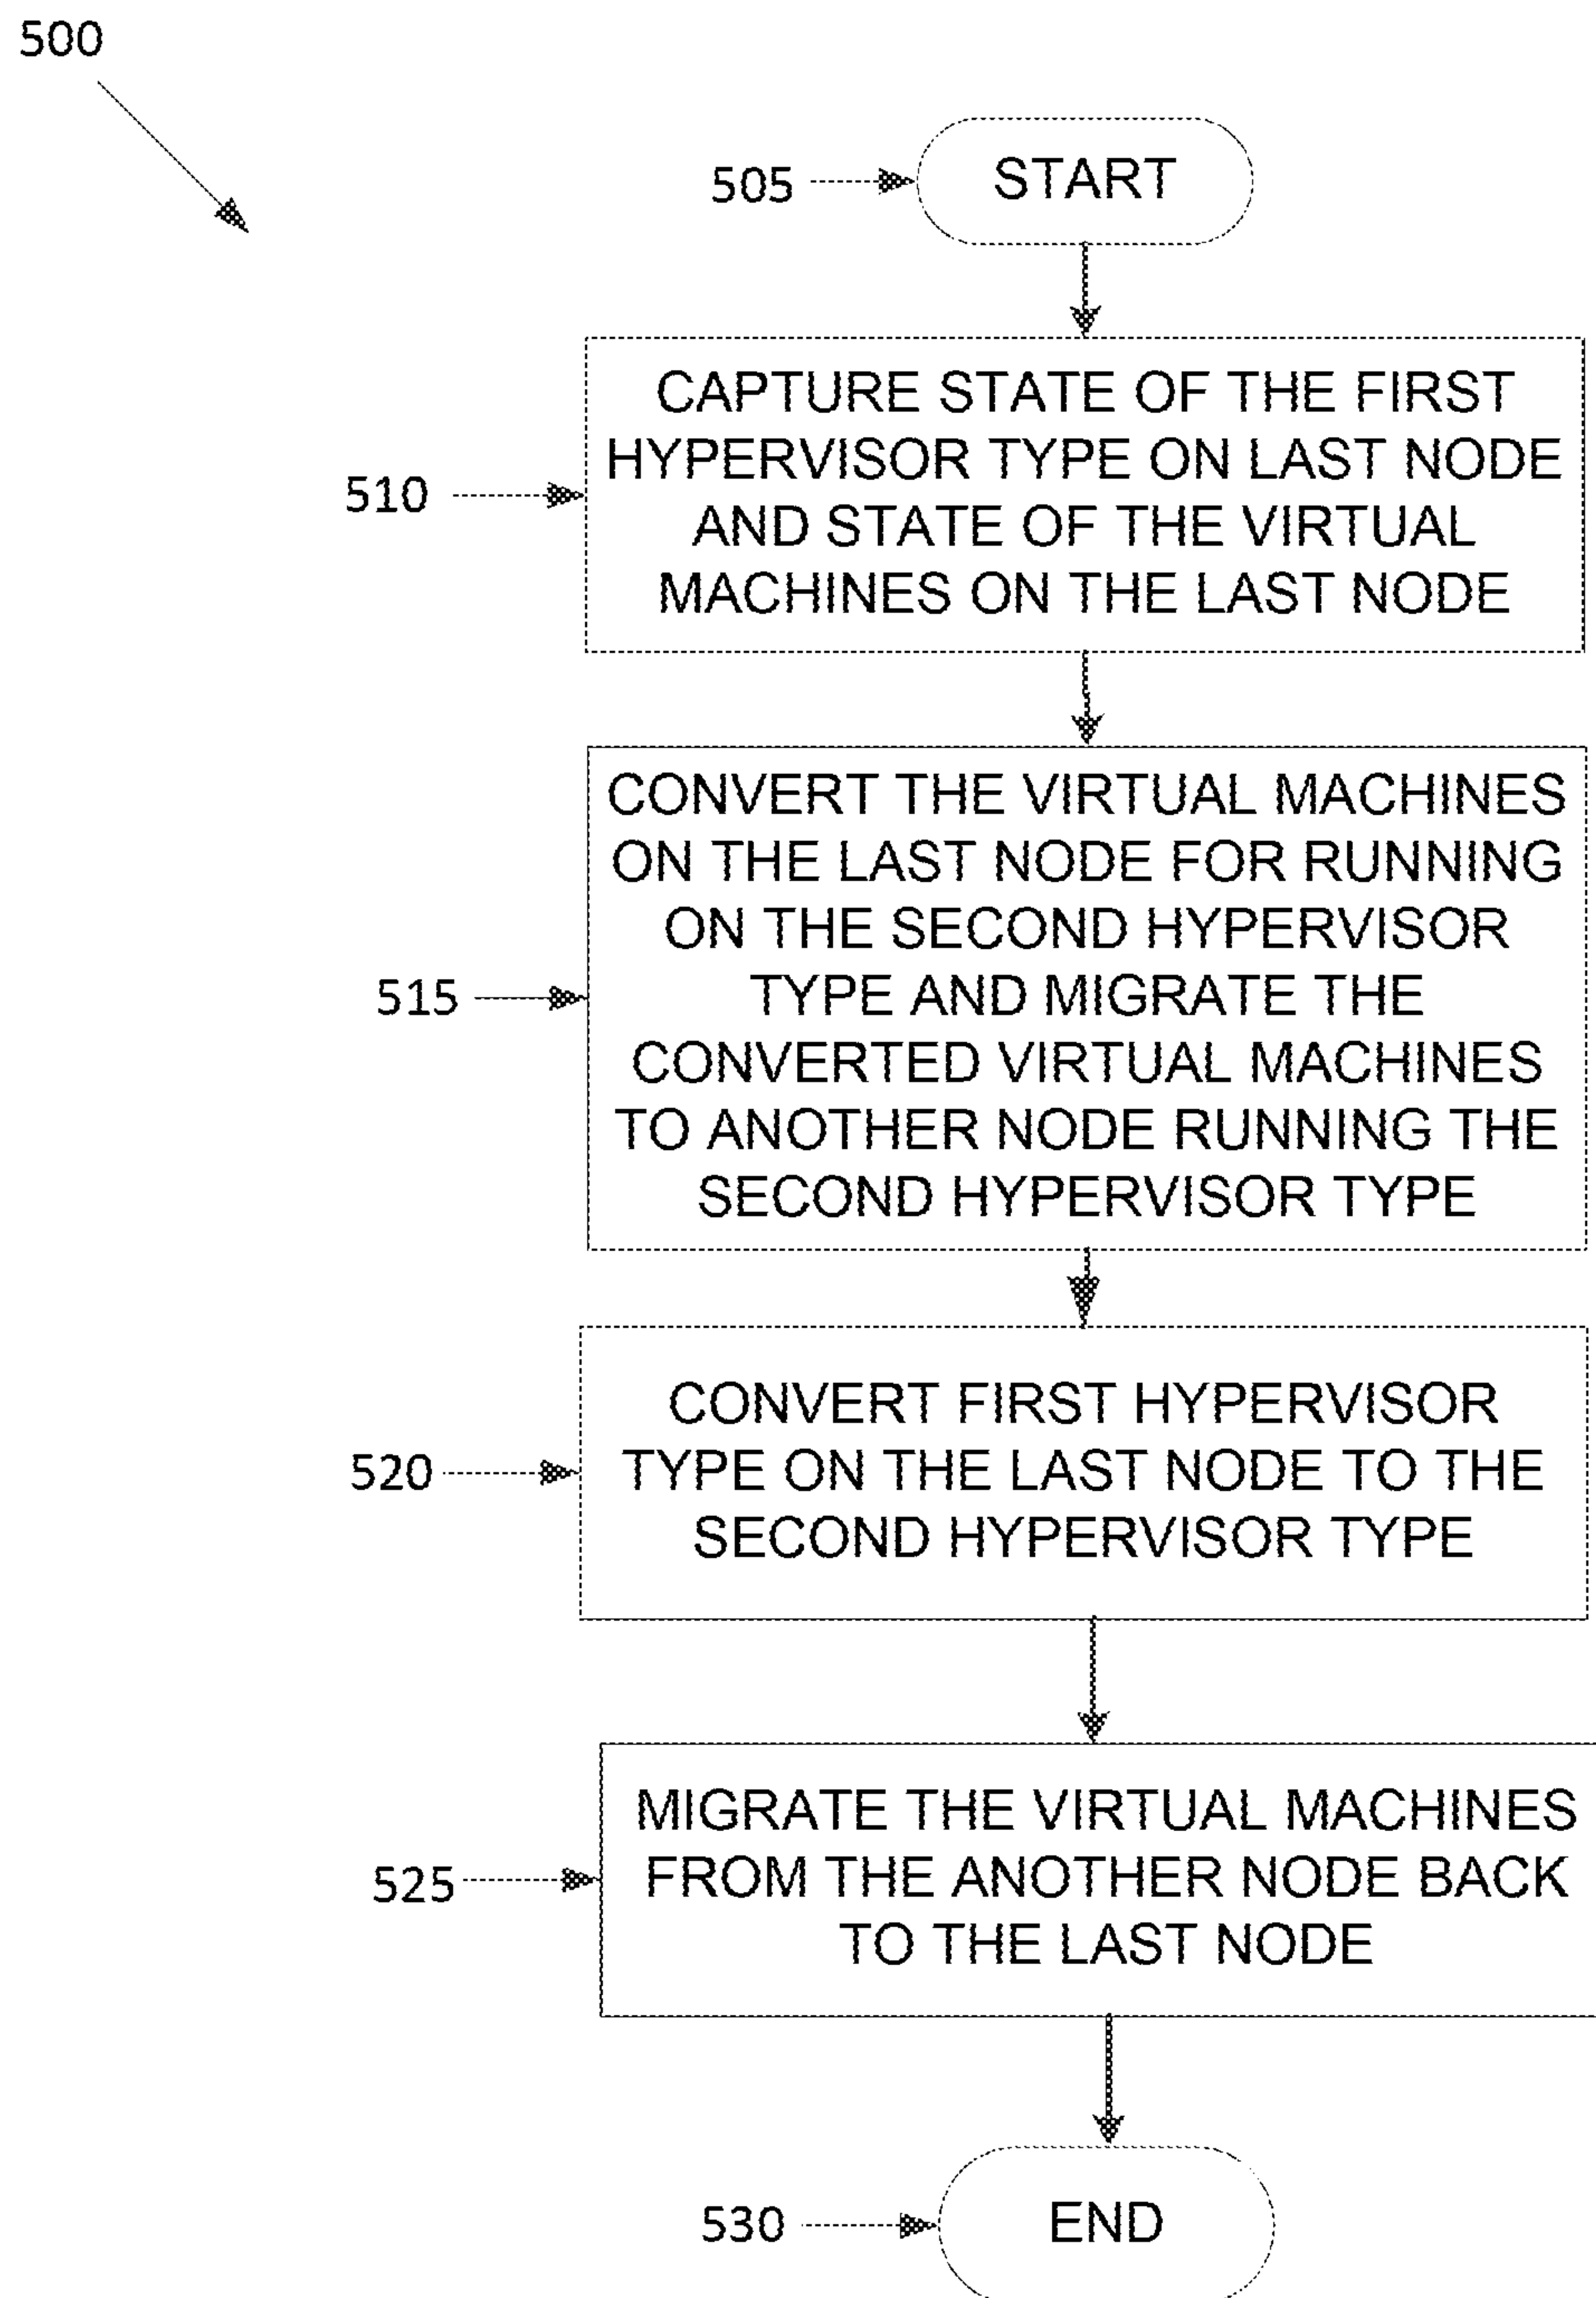 500
505
START
510
CAPTURE STATE OF THE FIRST
HYPERVISOR TYPE ON LAST NODE
AND STATE OF THE VIRTUAL
MACHINES ON THE LAST NODE
515
CONVERT THE VIRTUAL MACHINES
ON THE LAST NODE FOR RUNNING
ON THE SECOND HYPERVISOR
TYPE AND MIGRATE THE
CONVERTED VIRTUAL MACHINES
TO ANOTHER NODE RUNNING THE
SECOND HYPERVISOR TYPE
520
CONVERT FIRST HYPERVISOR
TYPE ON THE LAST NODE TO THE
SECOND HYPERVISOR TYPE
525
MIGRATE THE VIRTUAL MACHINES
FROM THE ANOTHER NODE BACK
TO THE LAST NODE
530
END